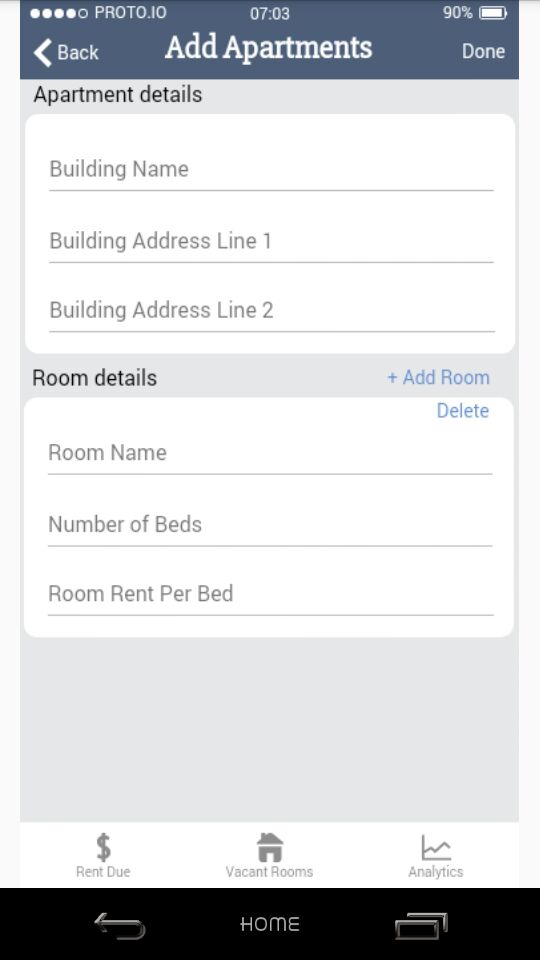 PROTO.IO 07:03 90%
Back Add Apartments Done
Apartment details
Building Name
Building Address Line 1
Building Address Line 2
Room details + Add Room
Delete
Room Name
Number of Beds
Room Rent Per Bed
Rent Due Vacant Rooms Analytics
HOME